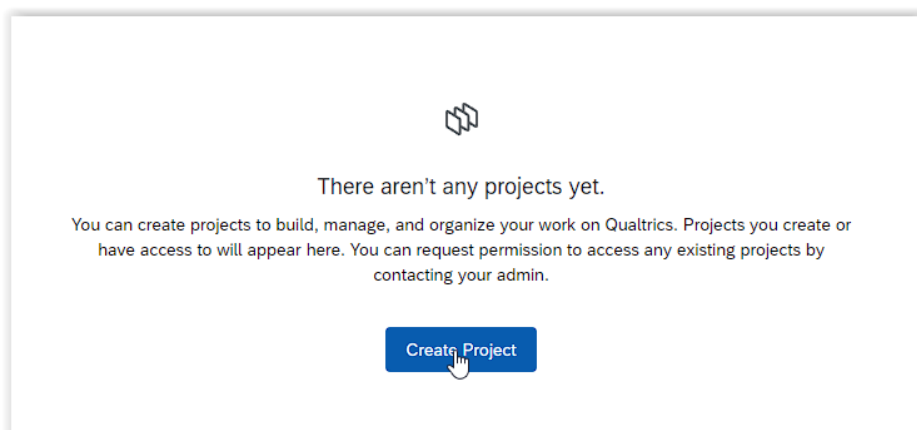 There aren't any projects yet.
You can create projects to build, manage, and organize your work on Qualtrics. Projects you create or
have access to will appear here. You can request permission to access any existing projects by
contacting your admin.
Create Project